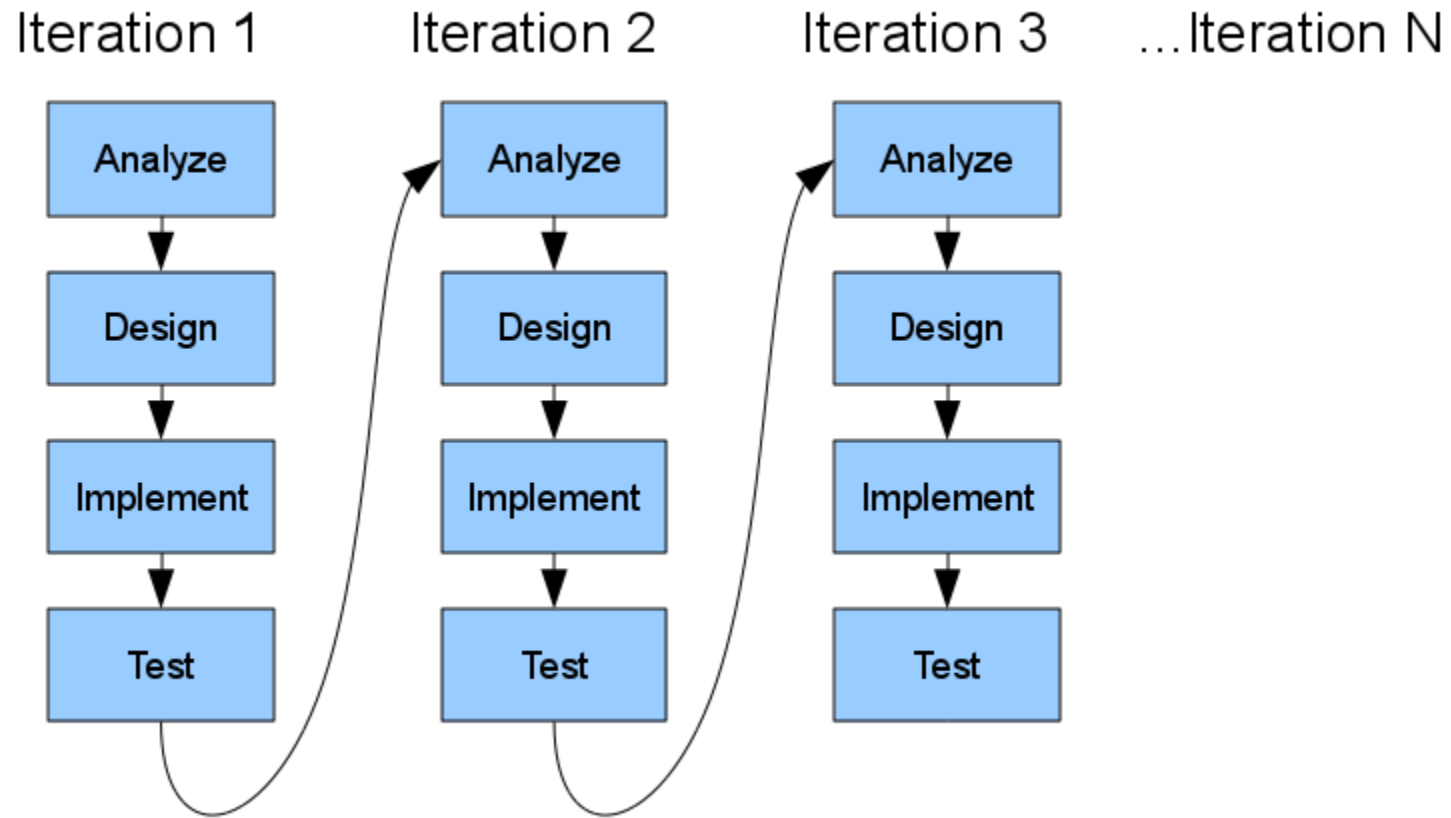 Iteration 1
Iteration 2
Iteration 3
...Iteration N
Analyze
Analyze
Analyze
Design
Design
Design
Implement
Implement
Implement
Test
Test
Test